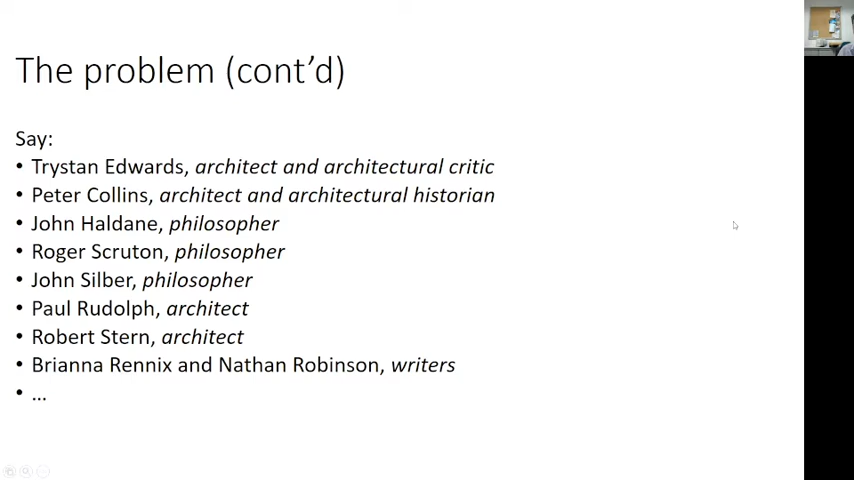 The problem (cont’d)
Say:
• Trystan Edwards, architect and architectural critic
• Peter Collins, architect and architectural historian
• John Haldane, philosopher
• Roger Scruton, philosopher
• John Silber, philosopher
• Paul Rudolph, architect
• Robert Stern, architect
• Brianna Rennix and Nathan Robinson, writers
• ...